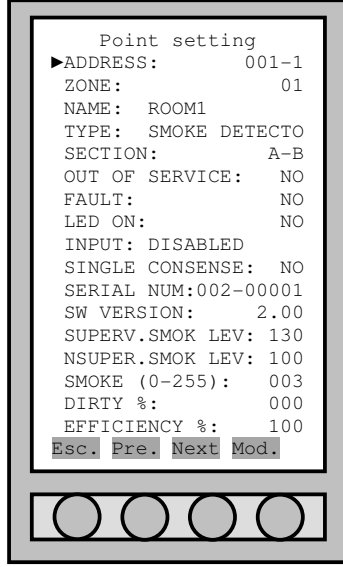 Point setting
►ADDRESS: 001-1
ZONE: 01
NAME: ROOM1
TYPE: SMOKE DETECTO
SECTION: A-B
OUT OF SERVICE: NO
FAULT: NO
LED ON: NO
INPUT: DISABLED
SINGLE CONSENSE: NO
SERIAL NUM:002-00001
SW VERSION: 2.00
SUPERV.SMOK LEV: 130
NSUPER.SMOK LEV: 100
SMOKE (0-255): 003
DIRTY %: 000
EFFICIENCY %: 100
Esc. Pre. Next Mod.